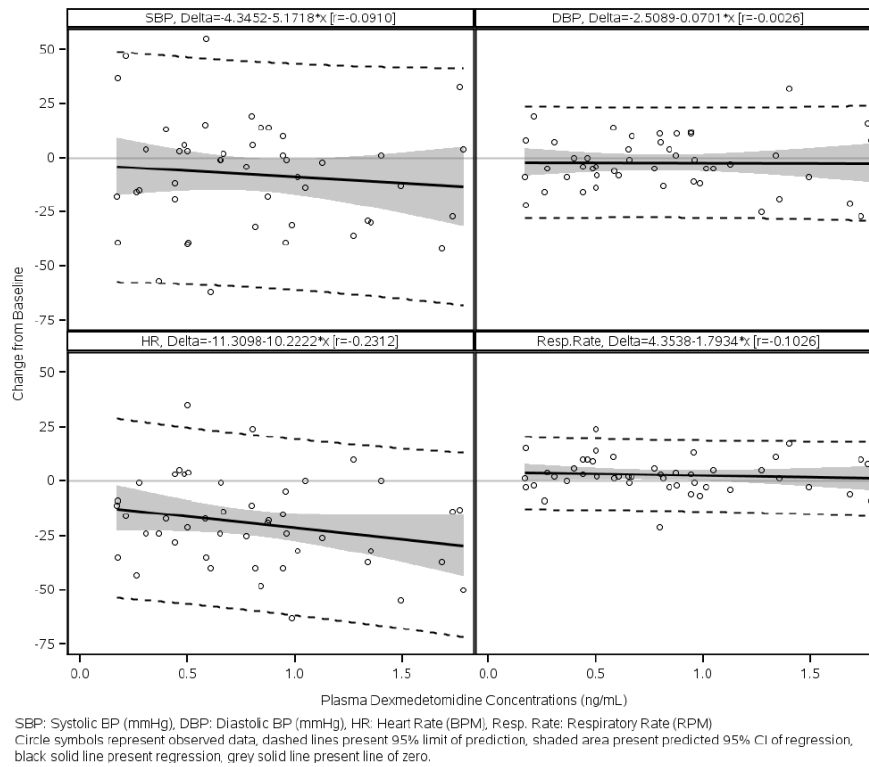 SBP, Delta=-4.3452-5.1718*x [r=-0.0910]
DBP, Delta=-2.5089-0.0701*x [r=-0.0026]
50
25
0
-25
-50
-75
Change from Baseline
HR, Delta=-11.3098-10.2222*x [r=-0.2312]
Resp.Rate, Delta=4.3538-1.7934*x [r=-0.1026]
50
25
0
-25
-50
-75
0.0 0.5 1.0 1.5 0.0 0.5 1.0 1.5
Plasma Dexmedetomidine Concentrations (ng/mL)
SBP: Systolic BP (mmHg), DBP: Diastolic BP (mmHg), HR: Heart Rate (BPM), Resp. Rate: Respiratory Rate (RPM)
Circle symbols represent observed data, dashed lines present 95% limit of prediction, shaded area present predicted 95% CI of regression,
black solid line present regression, grey solid line present line of zero.